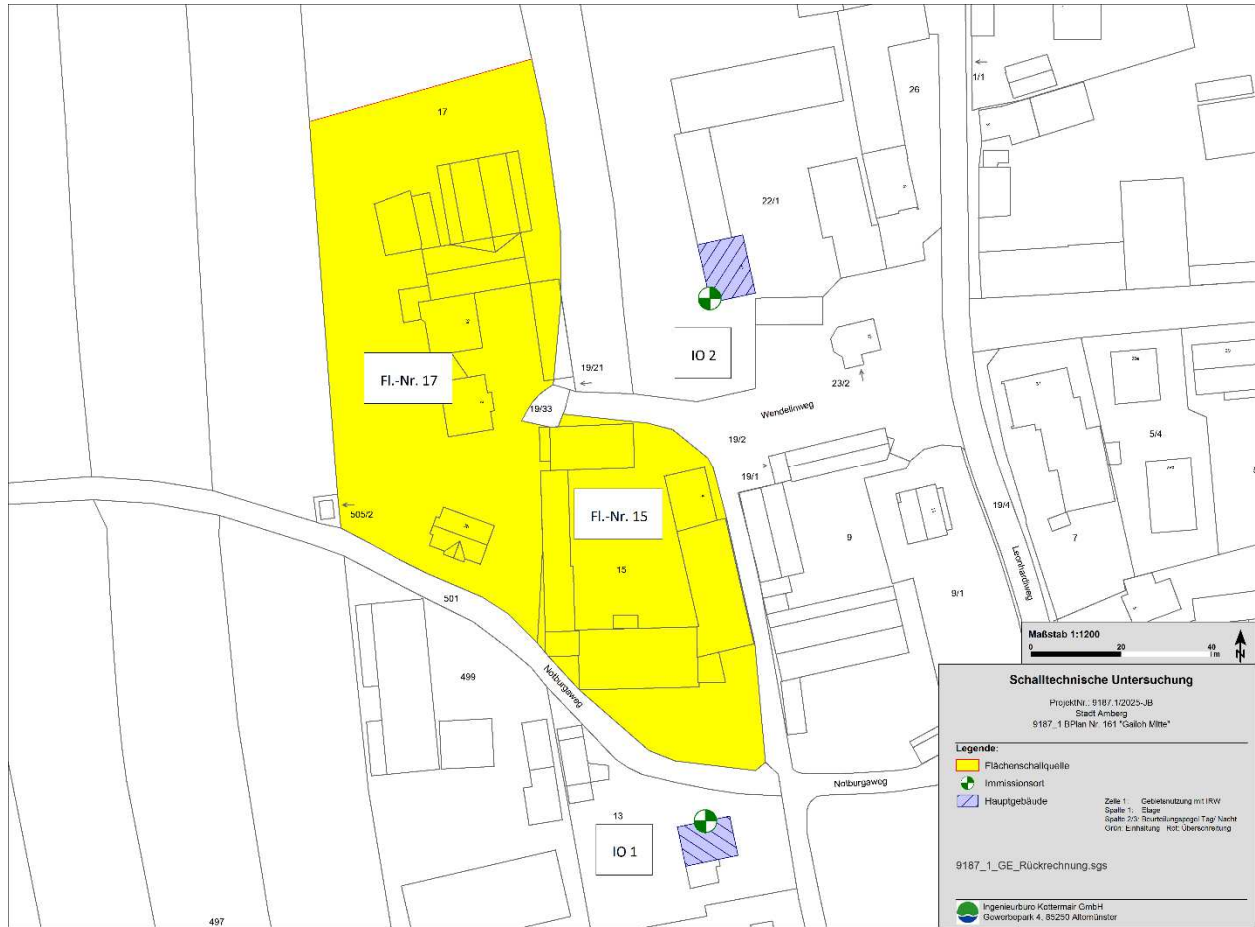 17
26
1/1
22/1
IO 2
19/21
Fl.-Nr. 17
19/33
Wendelinweg
23/2
19/2
5/4
19/1
505/2
Fl.-Nr. 15
9
19/4
7
15
9/1
Leonhardiweg
501
499
Notburgaweg
Notburgaweg
13
IO 1
497
Maßstab 1:1200
0 20 40
m
N
Schalltechnische Untersuchung
ProjektNr.: 9187.1/2025-JB
Stadt Amberg
9187_1 BPlan Nr. 161 "Gailoh Mitte"
Legende:
Flächenschallquelle
Immissionsort
Hauptgebäude
Zeile 1: Gebietsnutzung mit IRW
Spalte 1: Etage
Spalte 2/3: Beurteilungspegel Tag/ Nacht
Grün: Einhaltung Rot: Überschreitung
9187_1_GE_Rückrechnung.sgs
Ingenieurbüro Kottermair GmbH
Gewerbepark 4, 85250 Altomünster